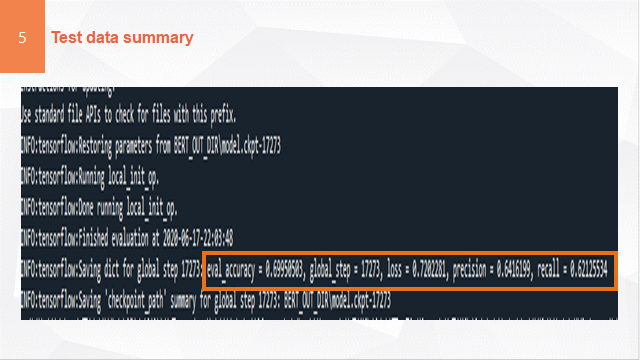 5
Test data summary
Instructions for updating:
Use standard file APIs to check for files with this prefix.
INFO:tensorflow:Restoring parameters from BERT_OUT_DIR\model.ckpt-17273
INFO:tensorflow:Running local_init_op.
INFO:tensorflow:Done running local_init_op.
INFO:tensorflow:Finished evaluation at 2020-06-17-22:03:48
INFO:tensorflow:Saving dict for global step 17273: eval_accuracy = 0.69950503, global_step = 17273, loss = 0.7202281, precision = 0.6416199, recall = 0.62125534
INFO:tensorflow:Saving 'checkpoint_path' summary for global step 17273: BERT_OUT_DIR\model.ckpt-17273